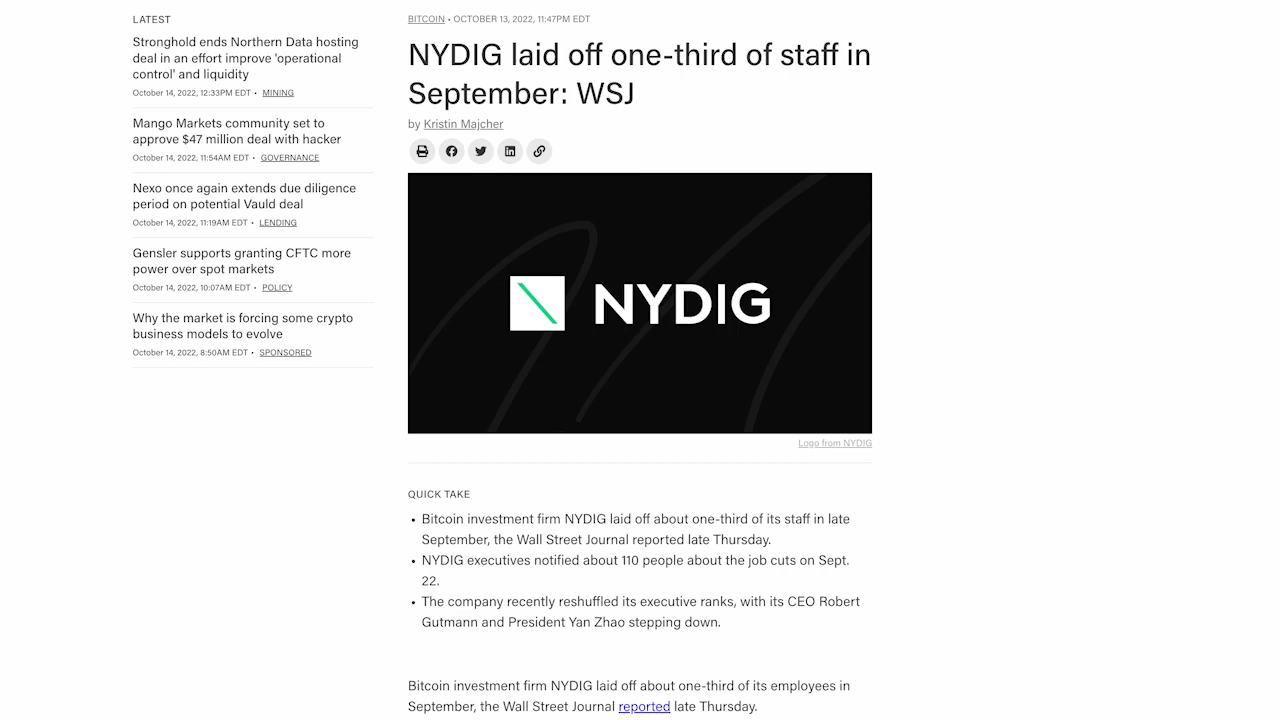 LATEST
Stronghold ends Northern Data hosting
deal in an effort improve 'operational
control' and liquidity
October 14, 2022, 12:33PM EDT • MINING
Mango Markets community set to
approve $47 million deal with hacker
October 14, 2022, 11:54AM EDT • GOVERNANCE
Nexo once again extends due diligence
period on potential Vauld deal
October 14, 2022, 11:19AM EDT • LENDING
Gensler supports granting CFTC more
power over spot markets
October 14, 2022, 10:07AM EDT • POLICY
Why the market is forcing some crypto
business models to evolve
October 14, 2022, 8:50AM EDT • SPONSORED
BITCOIN • OCTOBER 13, 2022, 11:47PM EDT
NYDIG laid off one-third of staff in
September: WSJ
by Kristin Majcher
NYDIG
Logo from NYDIG
QUICK TAKE
• Bitcoin investment firm NYDIG laid off about one-third of its staff in late
September, the Wall Street Journal reported late Thursday.
• NYDIG executives notified about 110 people about the job cuts on Sept.
22.
• The company recently reshuffled its executive ranks, with its CEO Robert
Gutmann and President Yan Zhao stepping down.
Bitcoin investment firm NYDIG laid off about one-third of its employees in
September, the Wall Street Journal reported late Thursday.